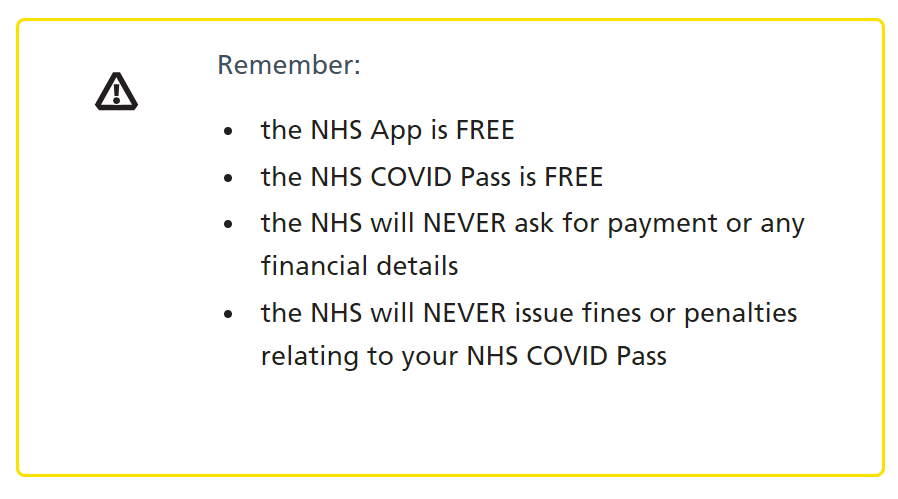 Remember:
• the NHS App is FREE
• the NHS COVID Pass is FREE
• the NHS will NEVER ask for payment or any
financial details
• the NHS will NEVER issue fines or penalties
relating to your NHS COVID Pass